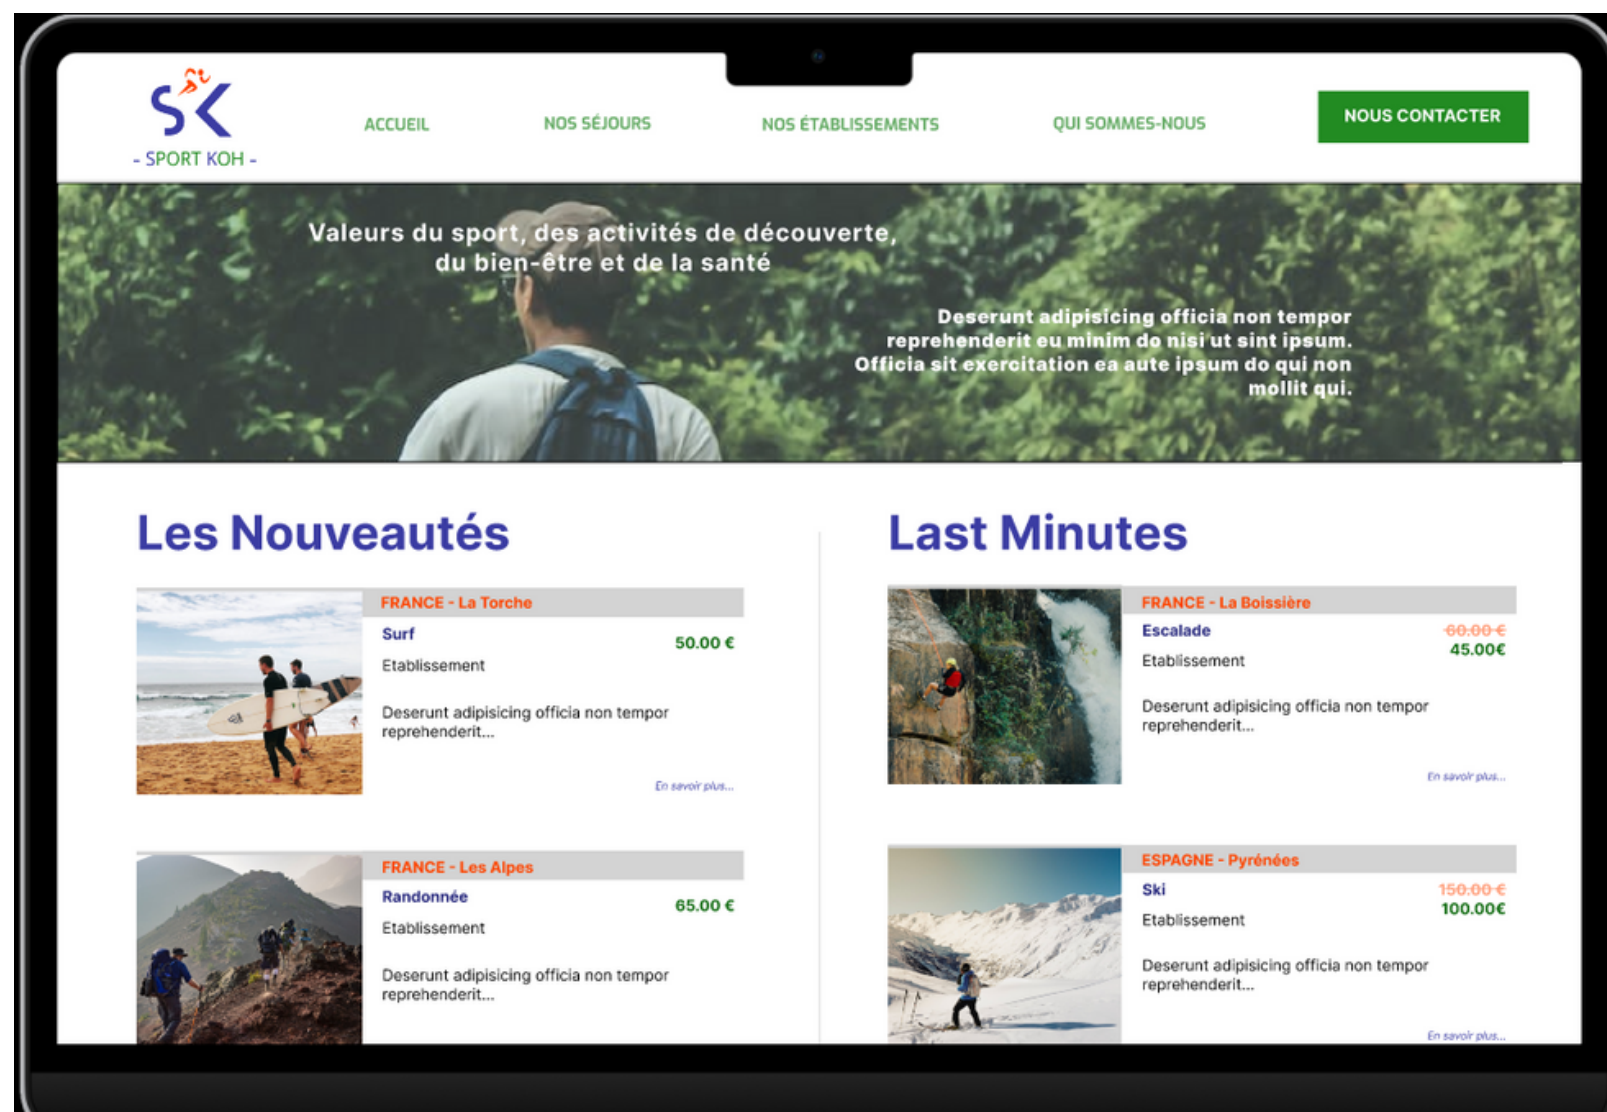 SK
- SPORT KOH -
ACCUEIL
NOS SÉJOURS
NOS ÉTABLISSEMENTS
QUI SOMMES-NOUS
NOUS CONTACTER
Valeurs du sport, des activités de découverte,
du bien-être et de la santé
Deserunt adipisicing officia non tempor
reprehenderit eu minim do nisi ut sint ipsum.
Officia sit exercitation ea aute ipsum do qui non
mollit qui.
Les Nouveautés
FRANCE - La Torche
Surf
50.00 €
Etablissement
Deserunt adipisicing officia non tempor
reprehenderit...
En savoir plus...
FRANCE - Les Alpes
Randonnée
65.00 €
Etablissement
Deserunt adipisicing officia non tempor
reprehenderit...
Last Minutes
FRANCE - La Boissière
Escalade
60.00 €
45.00€
Etablissement
Deserunt adipisicing officia non tempor
reprehenderit...
En savoir plus...
ESPAGNE - Pyrénées
Ski
150.00 €
100.00€
Etablissement
Deserunt adipisicing officia non tempor
reprehenderit...
En savoir plus...